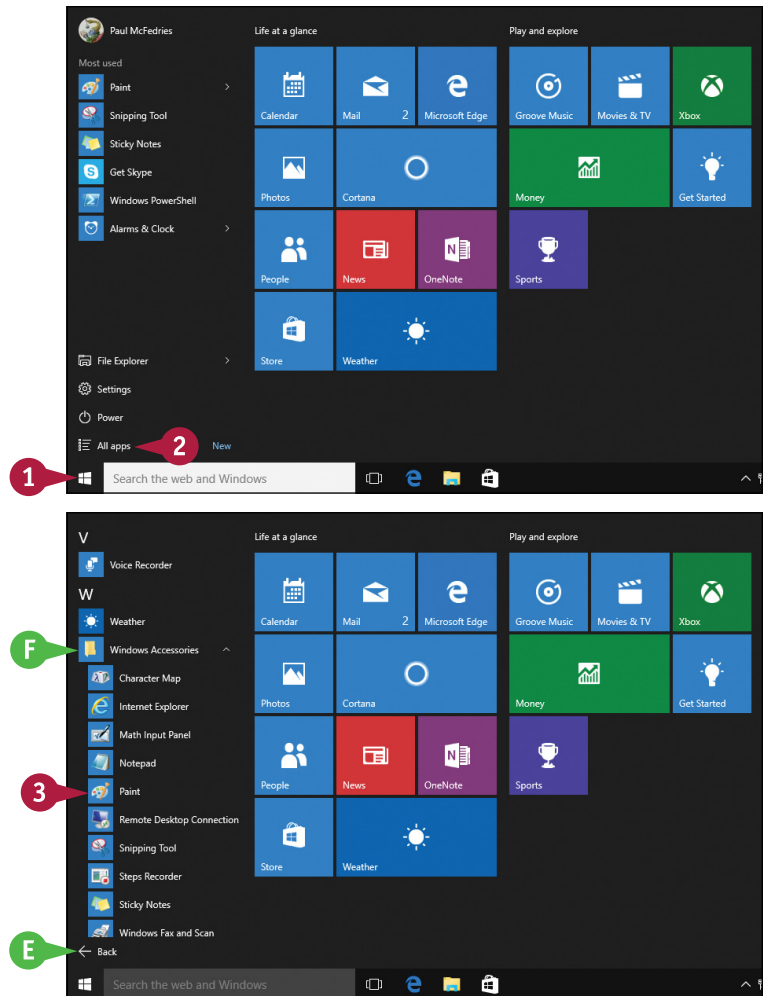 Paul McFedries
Life at a glance
Play and explore
Most used
Paint
Snipping Tool
Sticky Notes
Get Skype
Windows PowerShell
Alarms & Clock
Calendar
Mail 2
Microsoft Edge
Groove Music
Movies & TV
Xbox
Photos
Cortana
Money
Get Started
People
News
OneNote
Sports
Store
Weather
File Explorer
Settings
Power
All apps
2
New
1
Search the web and Windows
V
Voice Recorder
W
Weather
F
Windows Accessories
Character Map
Internet Explorer
Math Input Panel
Notepad
3
Paint
Remote Desktop Connection
Snipping Tool
Steps Recorder
Sticky Notes
Windows Fax and Scan
E
Back
Life at a glance
Play and explore
Calendar
Mail 2
Microsoft Edge
Groove Music
Movies & TV
Xbox
Photos
Cortana
Money
Get Started
People
News
OneNote
Sports
Store
Weather
Search the web and Windows